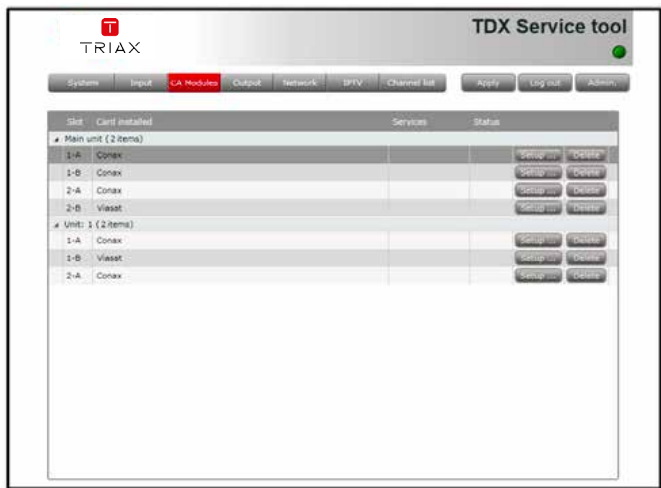 TRIAX
TDX Service tool
System Input CA Modules Output Network IPTV Channel list Apply Log out Admin.
Slot Card installed Services Status
Main unit (2 items)
1-A Conax Setup ... Delete
1-B Conax Setup ... Delete
2-A Conax Setup ... Delete
2-B Viasat Setup ... Delete
Unit: 1 (2 items)
1-A Conax Setup ... Delete
1-B Viasat Setup ... Delete
2-A Conax Setup ... Delete